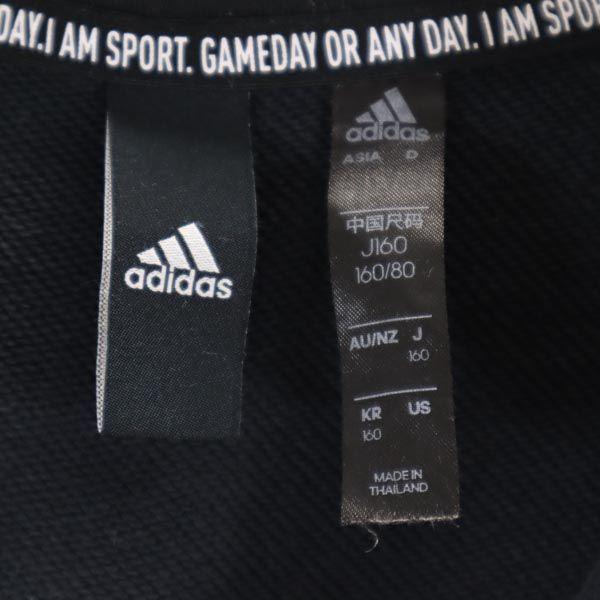 DAY.I AM SPORT. GAMEDAY OR ANY DAY. I AM SPOR
adidas
adidas
ASIA D
中国尺码
J160
160/80
AU/NZ J
160
KR US
160
MADE IN
THAILAND